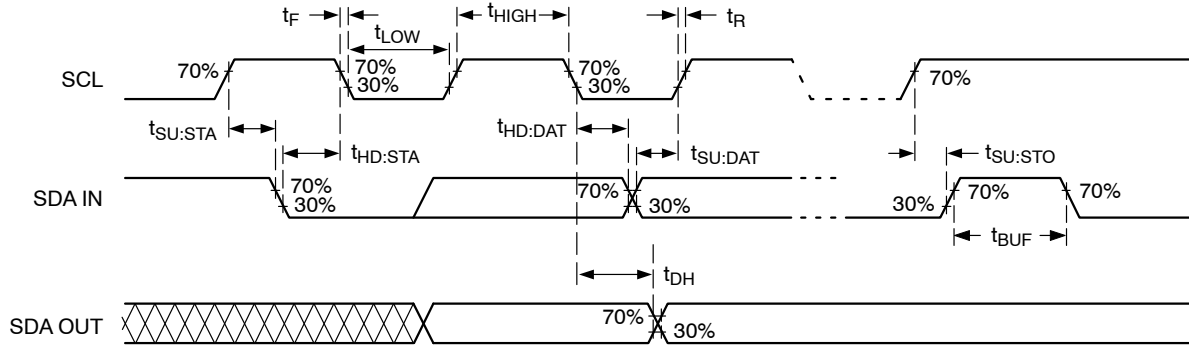 tF tHIGH tR
tLOW
SCL 70% 70% 30% 70% 30% 70%
tSU:STA tHD:STA tHD:DAT tSU:DAT tSU:STO
SDA IN 70% 30% 70% 30% 30% 70% 70%
tBUF
tDH
SDA OUT 70% 30%